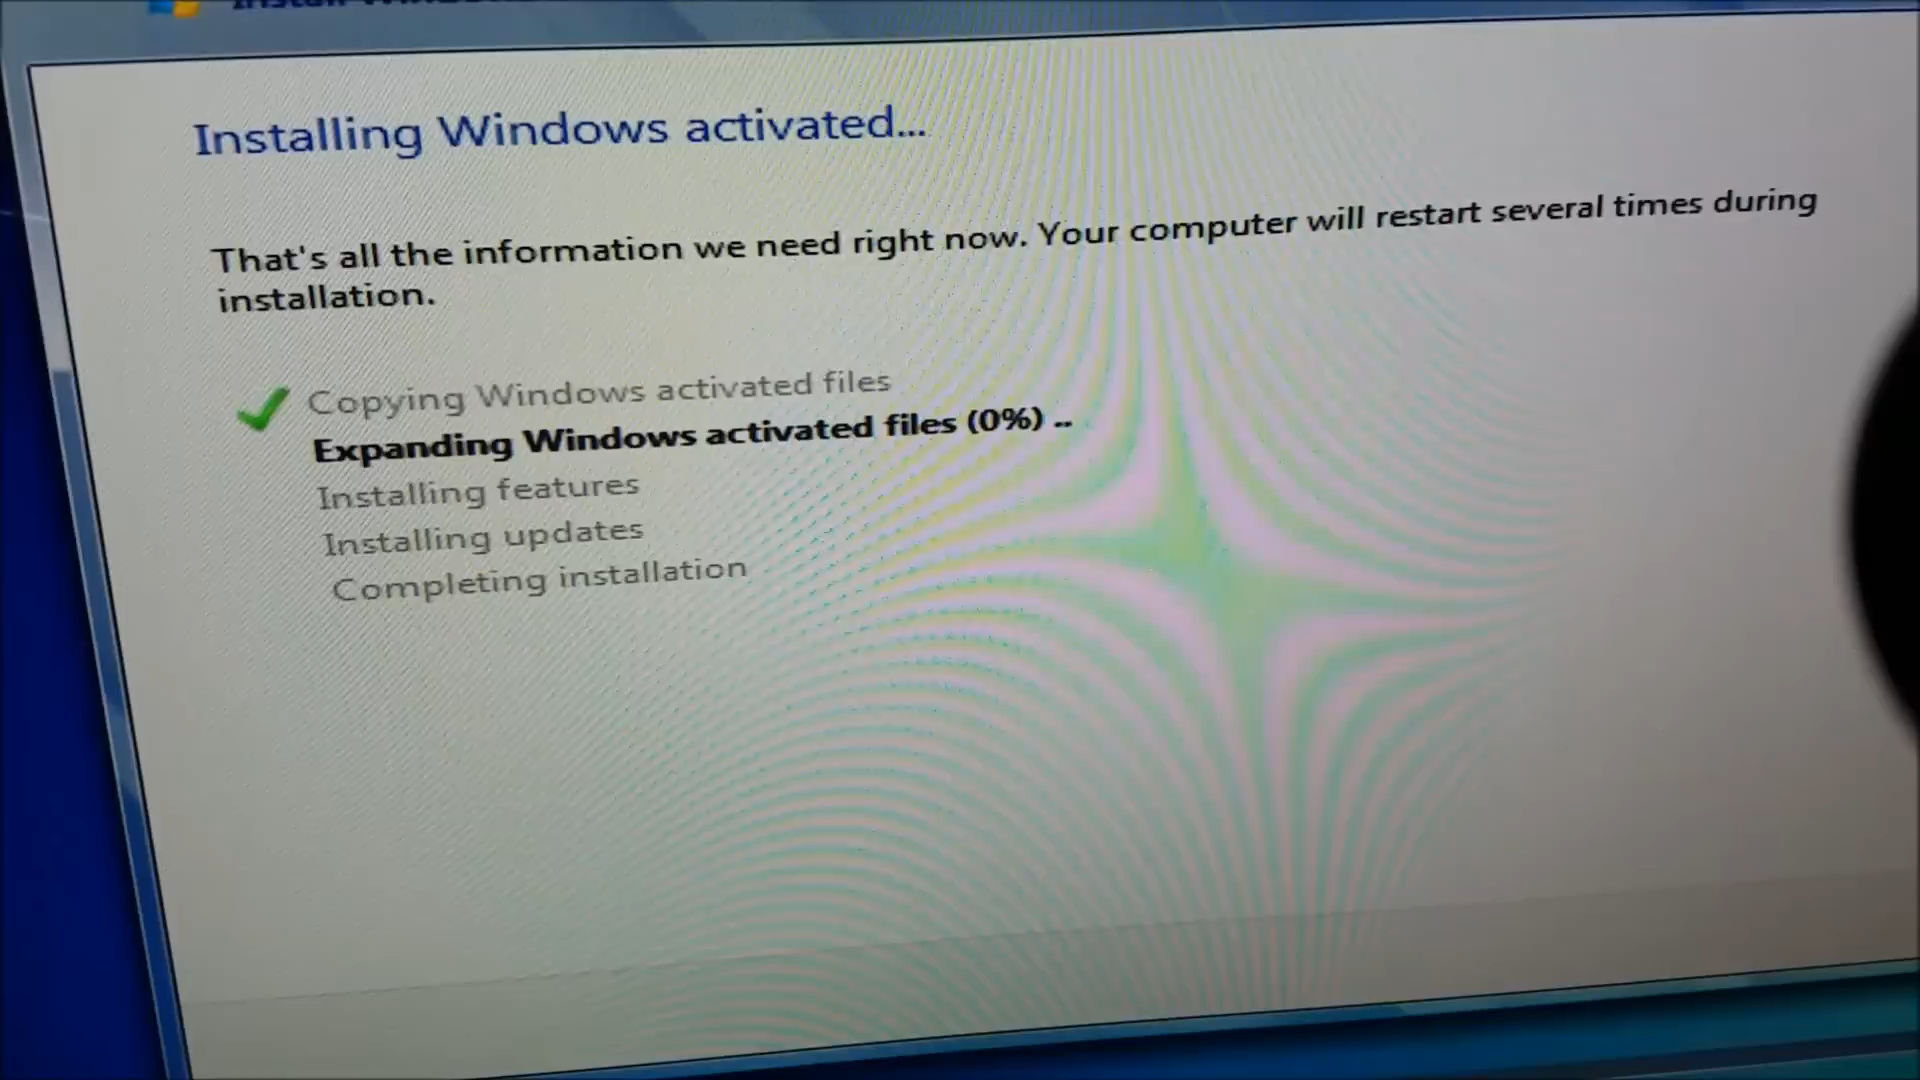 Installing Windows activated...
That's all the information we need right now. Your computer will restart several times during
installation.
Copying Windows activated files
Expanding Windows activated files (0%) ..
Installing features
Installing updates
Completing installation